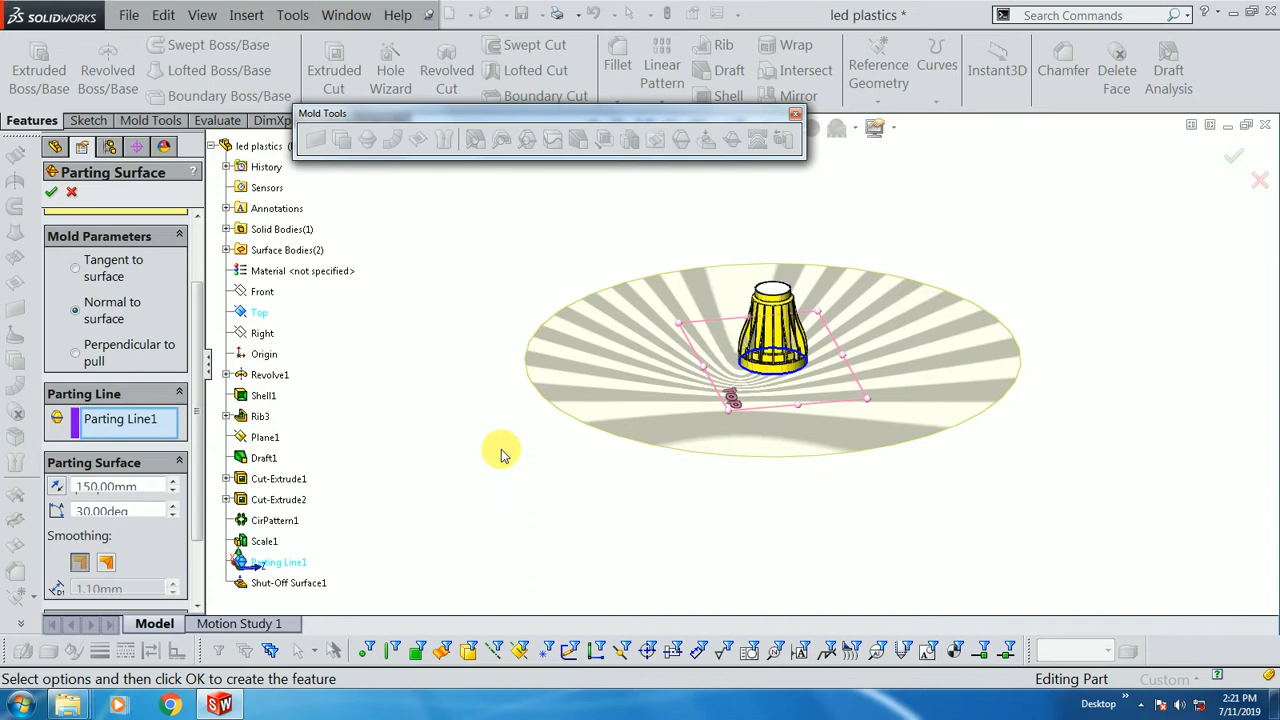 SOLIDWORKS File Edit View Insert Tools Window Help led plastics * Search Commands
Swept Boss/Base Swept Cut Rib Wrap
Extruded Boss/Base Revolved Boss/Base Lofted Boss/Base Extruded Cut Hole Wizard Revolved Cut Lofted Cut Fillet Linear Pattern Draft Intersect Reference Geometry Curves Instant3D Chamfer Delete Face Draft Analysis
Boundary Boss/Base Boundary Cut Shell Mirror
Mold Tools
Features Sketch Mold Tools Evaluate DimXp
led plastics
Parting Surface ?
History
Sensors
Annotations
Mold Parameters
Solid Bodies(1)
Tangent to surface
Surface Bodies(2)
Material <not specified>
Normal to surface
Front
Top
Perpendicular to pull
Right
Origin
Revolve1
Parting Line
Shell1
Parting Line1
Rib3
Plane1
Parting Surface
Draft1
150.00mm
Cut-Extrude1
30.00deg
Cut-Extrude2
Smoothing:
CirPattern1
Scale1
Parting Line1
1.10mm
Shut-Off Surface1
Top
Model Motion Study 1
Select options and then click OK to create the feature Editing Part Custom
Desktop 2:21 PM
7/11/2019